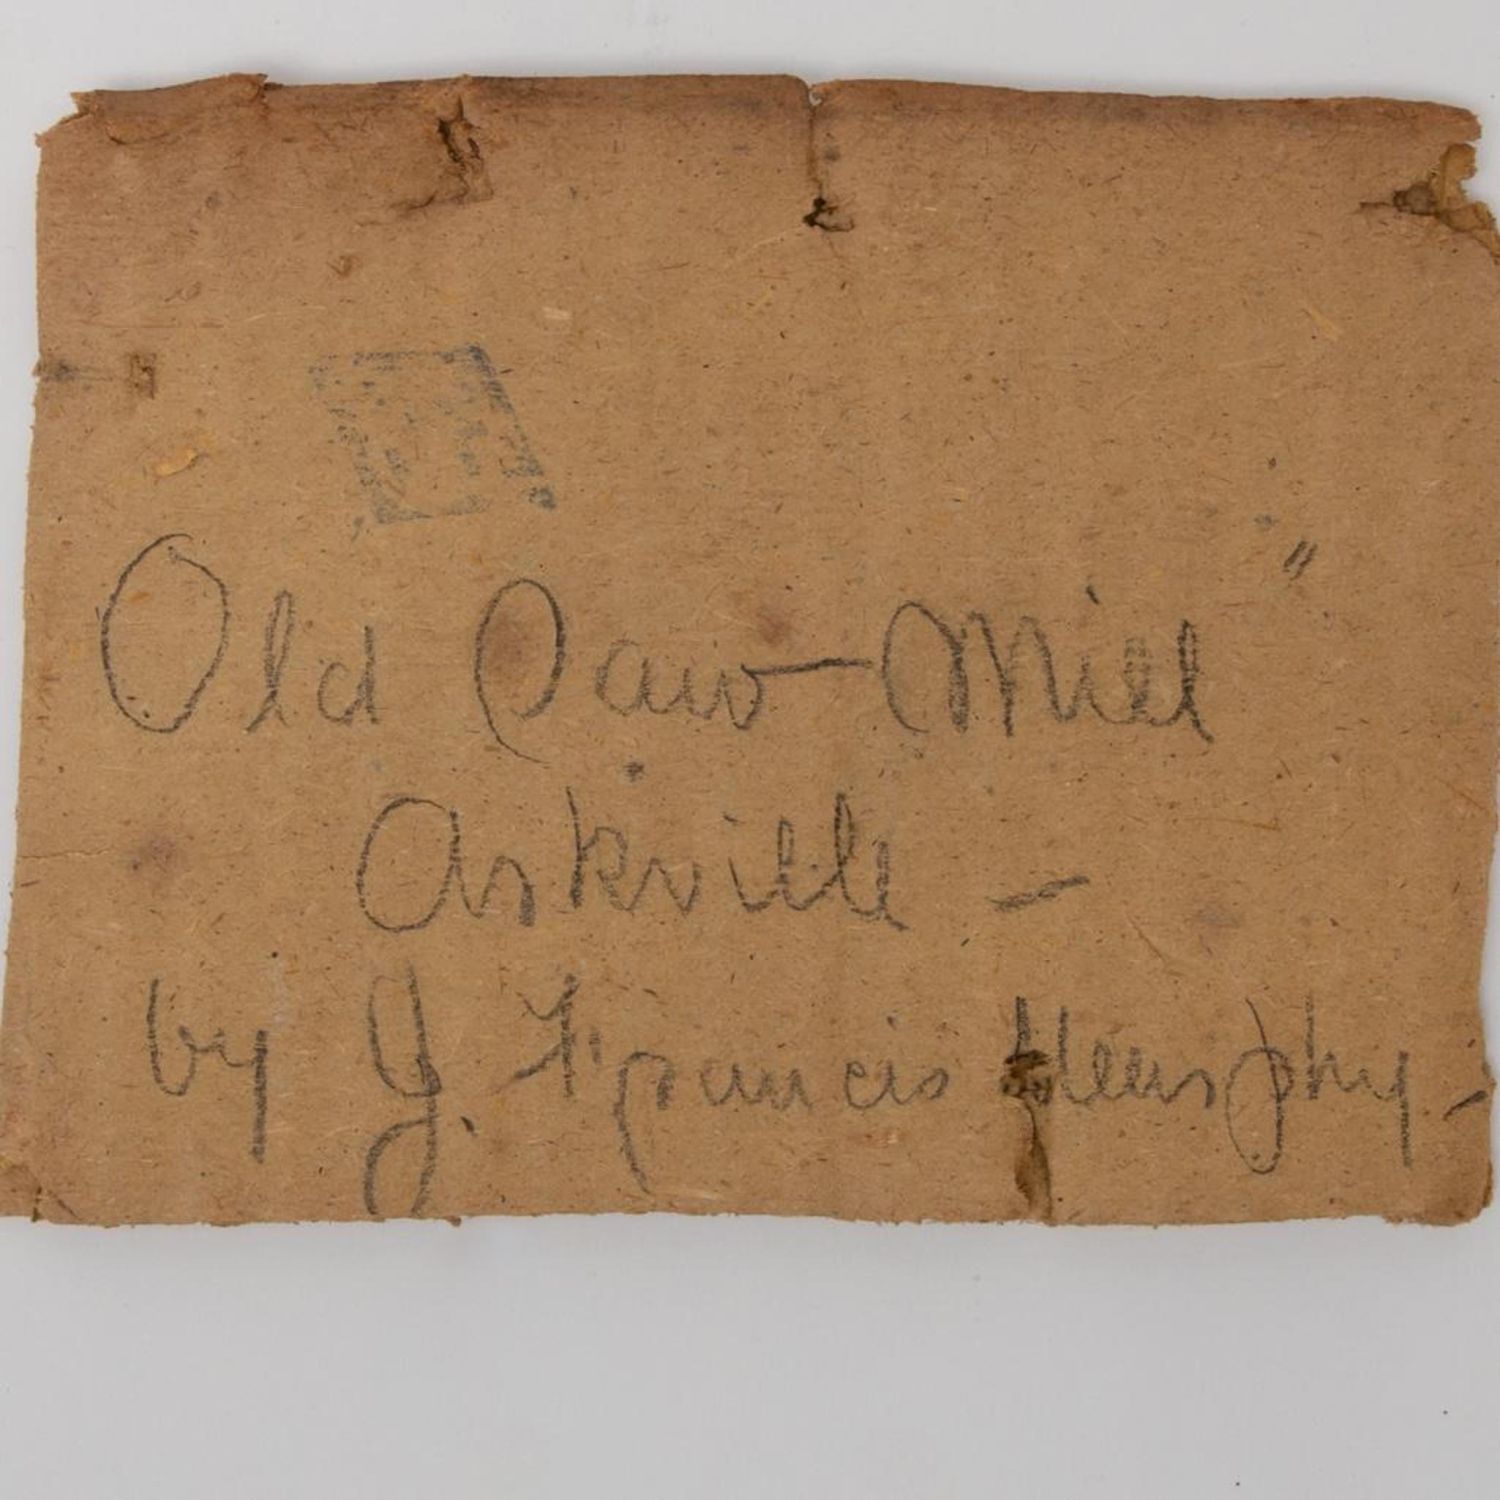 Old Saw-Mill"
Arkville -
by J. Francis Murphy -